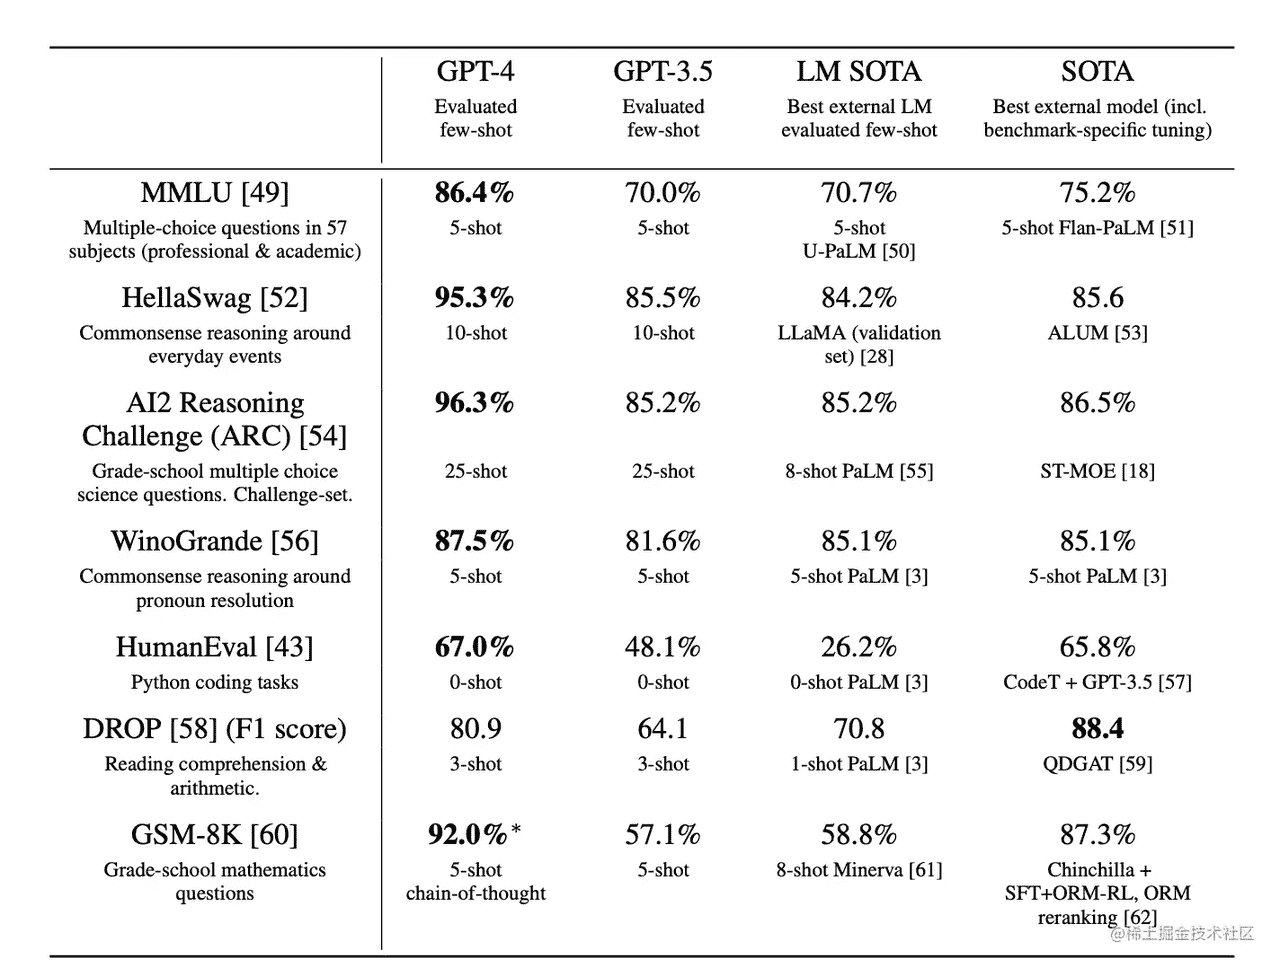 GPT-4 GPT-3.5 LM SOTA SOTA
Evaluated Evaluated Best external LM Best external model (incl.
few-shot few-shot evaluated few-shot benchmark-specific tuning)
MMLU [49] 86.4% 70.0% 70.7% 75.2%
Multiple-choice questions in 57 5-shot 5-shot 5-shot 5-shot Flan-PaLM [51]
subjects (professional & academic) U-PaLM [50]
HellaSwag [52] 95.3% 85.5% 84.2% 85.6
Commonsense reasoning around 10-shot 10-shot LLaMA (validation ALUM [53]
everyday events set) [28]
AI2 Reasoning 96.3% 85.2% 85.2% 86.5%
Challenge (ARC) [54]
Grade-school multiple choice 25-shot 25-shot 8-shot PaLM [55] ST-MOE [18]
science questions. Challenge-set.
WinoGrande [56] 87.5% 81.6% 85.1% 85.1%
Commonsense reasoning around 5-shot 5-shot 5-shot PaLM [3] 5-shot PaLM [3]
pronoun resolution
HumanEval [43] 67.0% 48.1% 26.2% 65.8%
Python coding tasks 0-shot 0-shot 0-shot PaLM [3] CodeT + GPT-3.5 [57]
DROP [58] (F1 score) 80.9 64.1 70.8 88.4
Reading comprehension & 3-shot 3-shot 1-shot PaLM [3] QDGAT [59]
arithmetic.
GSM-8K [60] 92.0%* 57.1% 58.8% 87.3%
Grade-school mathematics 5-shot 5-shot 8-shot Minerva [61] Chinchilla +
questions chain-of-thought SFT+ORM-RL, ORM
reranking [62]
@稀土掘金技术社区